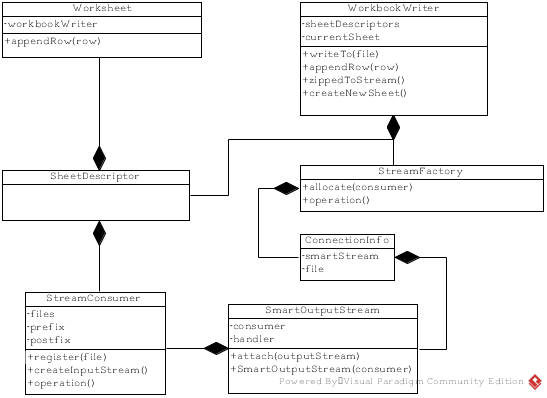 Worksheet
-workbookWriter
+appendRow(row)
WorkbookWriter
-sheetDescriptors
-currentSheet
+writeTo(file)
+appendRow(row)
+zippedToStream()
+createNewSheet()
SheetDescriptor
StreamFactory
+allocate(consumer)
+operation()
ConnectionInfo
-smartStream
-file
StreamConsumer
-files
-prefix
-postfix
+register(file)
+createInputStream()
+operation()
SmartOutputStream
-consumer
-handler
+attach(outputStream)
+SmartOutputStream(consumer)
Powered By Visual Paradigm Community Edition